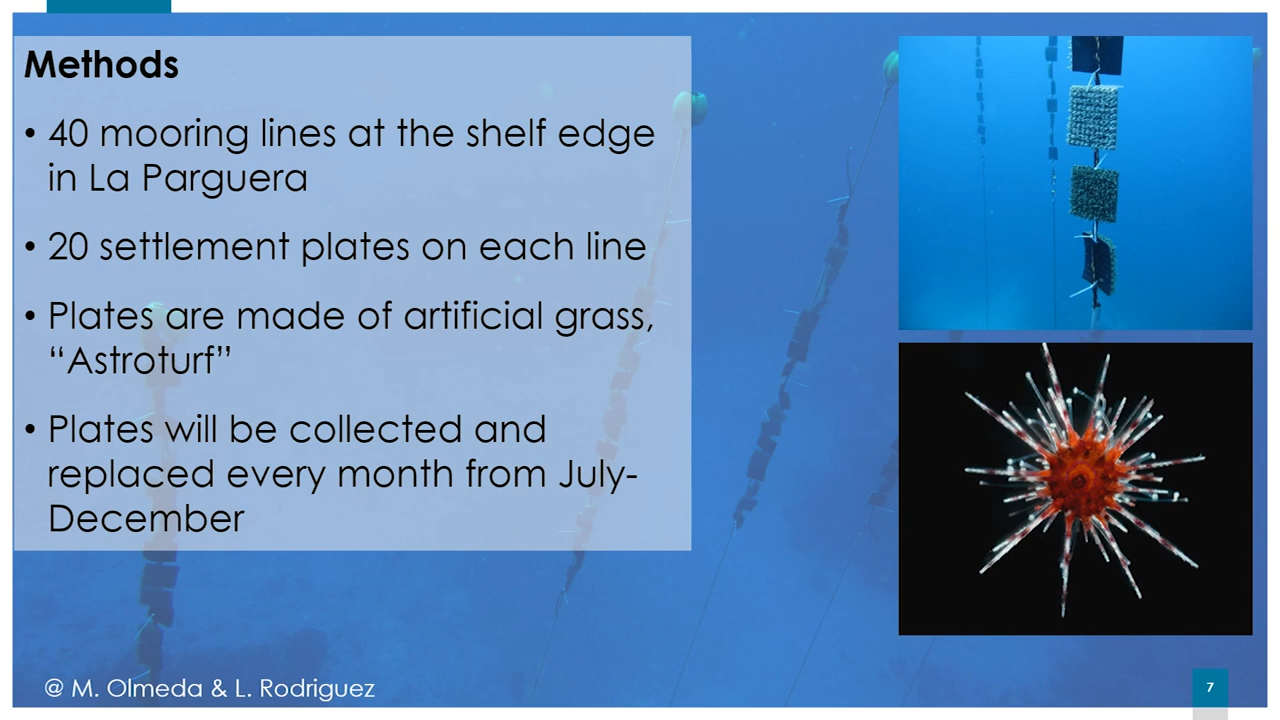 Methods
• 40 mooring lines at the shelf edge
in La Parguera
• 20 settlement plates on each line
• Plates are made of artificial grass,
“Astroturf”
• Plates will be collected and
replaced every month from July-
December
@ M. Olmeda & L. Rodriguez
7